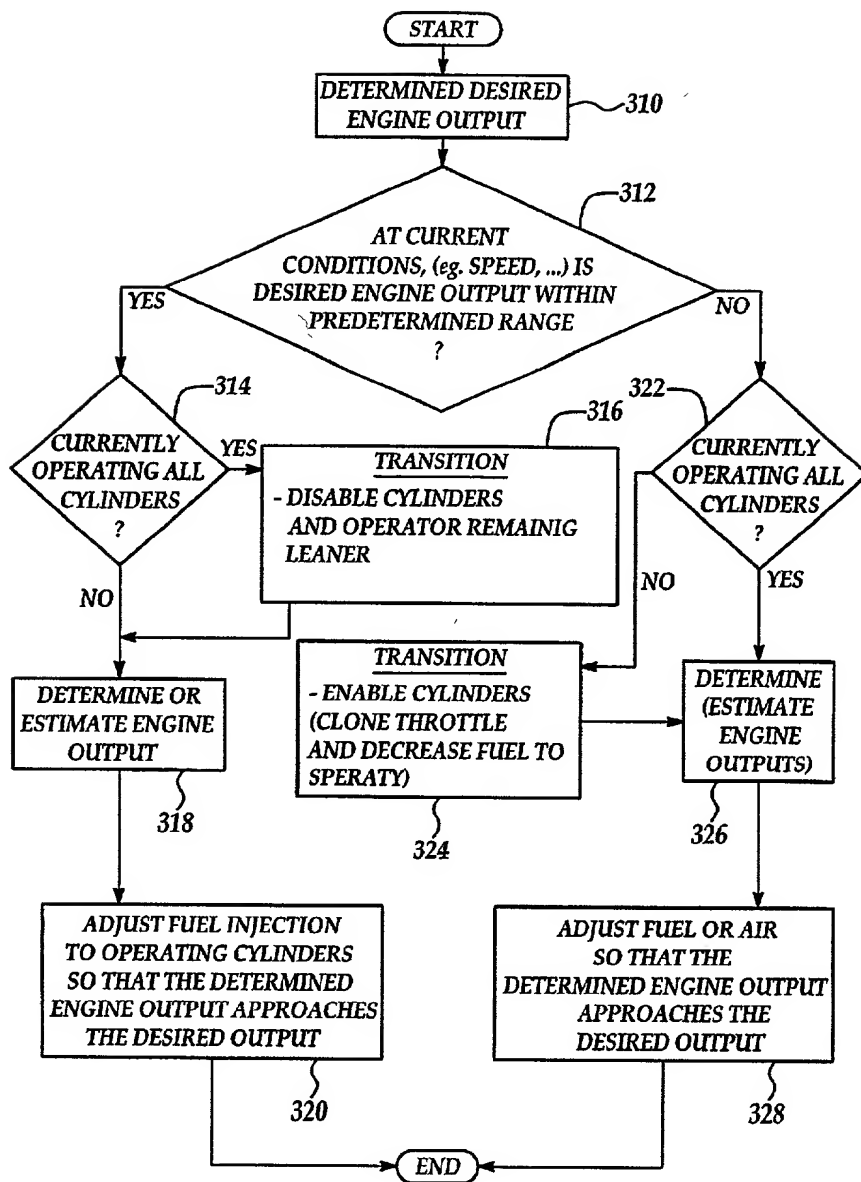 START
DETERMINED DESIRED
ENGINE OUTPUT
310
312
AT CURRENT
CONDITIONS, (eg. SPEED, ...) IS
DESIRED ENGINE OUTPUT WITHIN
PREDETERMINED RANGE
?
YES
NO
314
CURRENTLY
OPERATING ALL
CYLINDERS
?
YES
NO
316
TRANSITION
- DISABLE CYLINDERS
AND OPERATOR REMAINIG
LEANER
322
CURRENTLY
OPERATING ALL
CYLINDERS
?
NO
YES
DETERMINE OR
ESTIMATE ENGINE
OUTPUT
318
TRANSITION
- ENABLE CYLINDERS
(CLONE THROTTLE
AND DECREASE FUEL TO
SPERATY)
324
DETERMINE
(ESTIMATE
ENGINE
OUTPUTS)
326
ADJUST FUEL INJECTION
TO OPERATING CYLINDERS
SO THAT THE DETERMINED
ENGINE OUTPUT APPROACHES
THE DESIRED OUTPUT
320
ADJUST FUEL OR AIR
SO THAT THE
DETERMINED ENGINE OUTPUT
APPROACHES THE
DESIRED OUTPUT
328
END